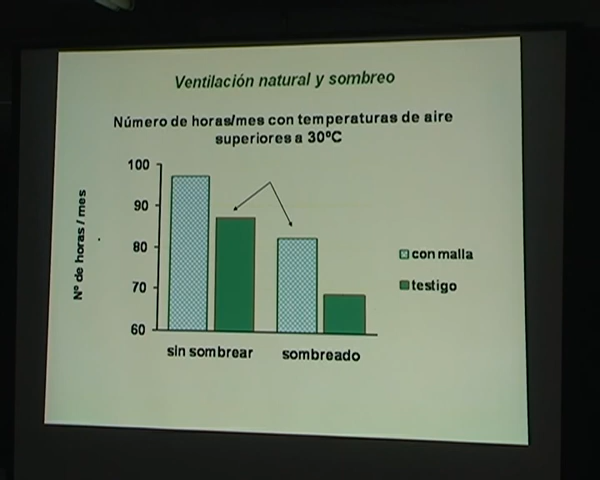 Ventilación natural y sombreo
Número de horas/mes con temperaturas de aire
superiores a 30ºC
100
90
80
70
60
Nº de horas / mes
sin sombrear
sombreado
con malla
testigo